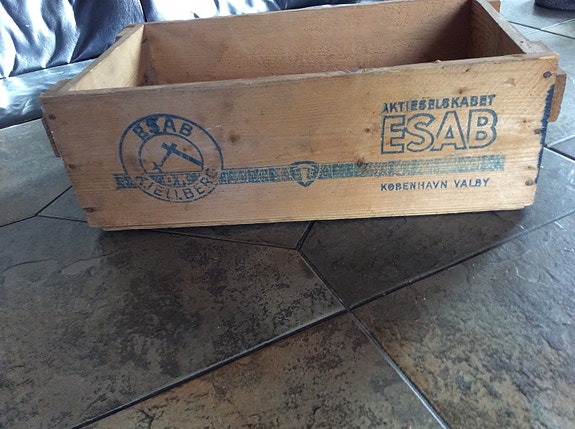 ESAB
KJELLBERG
AKTIESELSKABET
ESAB
KØBENHAVN VALBY